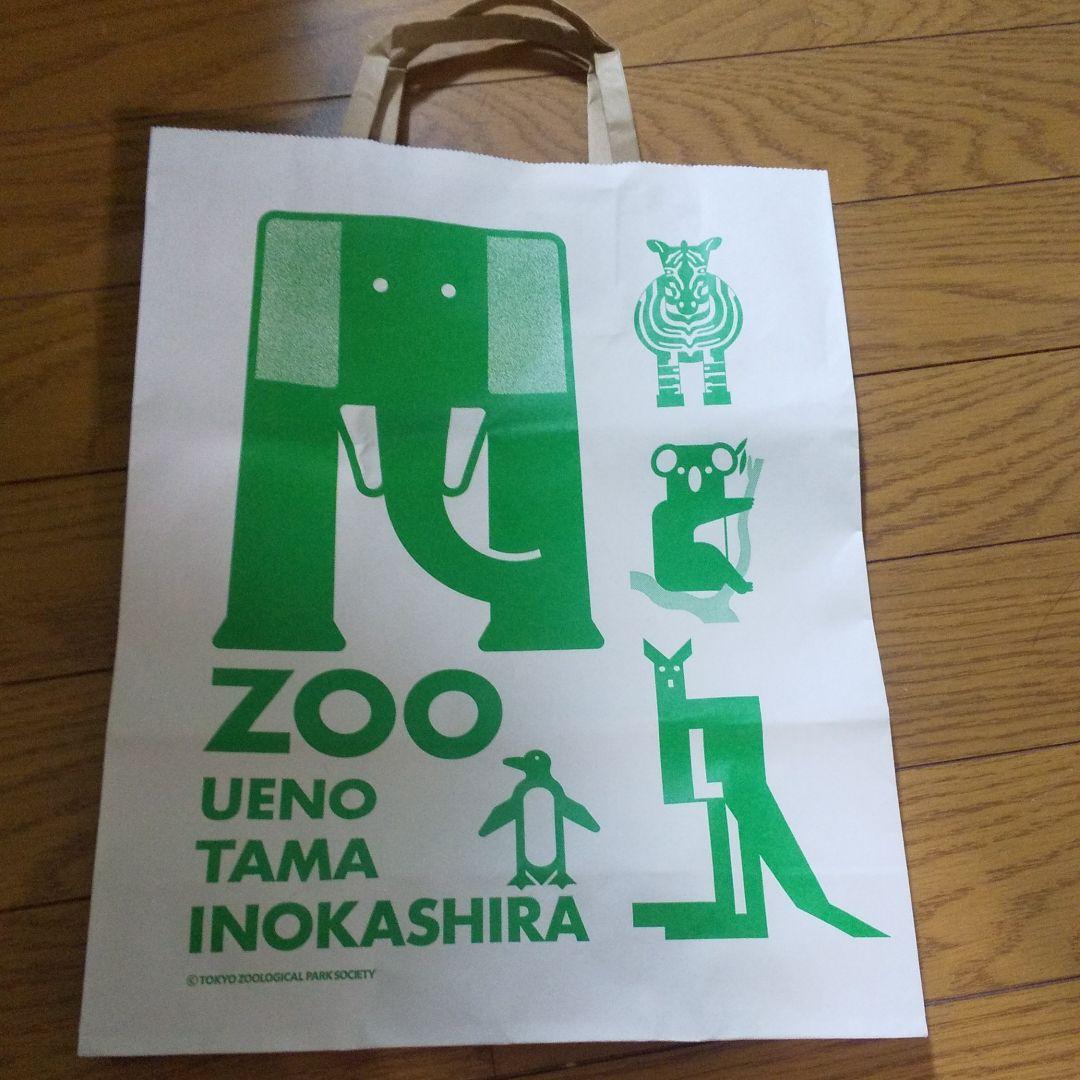 ZOO
UENO
TAMA
INOKASHIRA
© TOKYO ZOOLOGICAL PARK SOCIETY